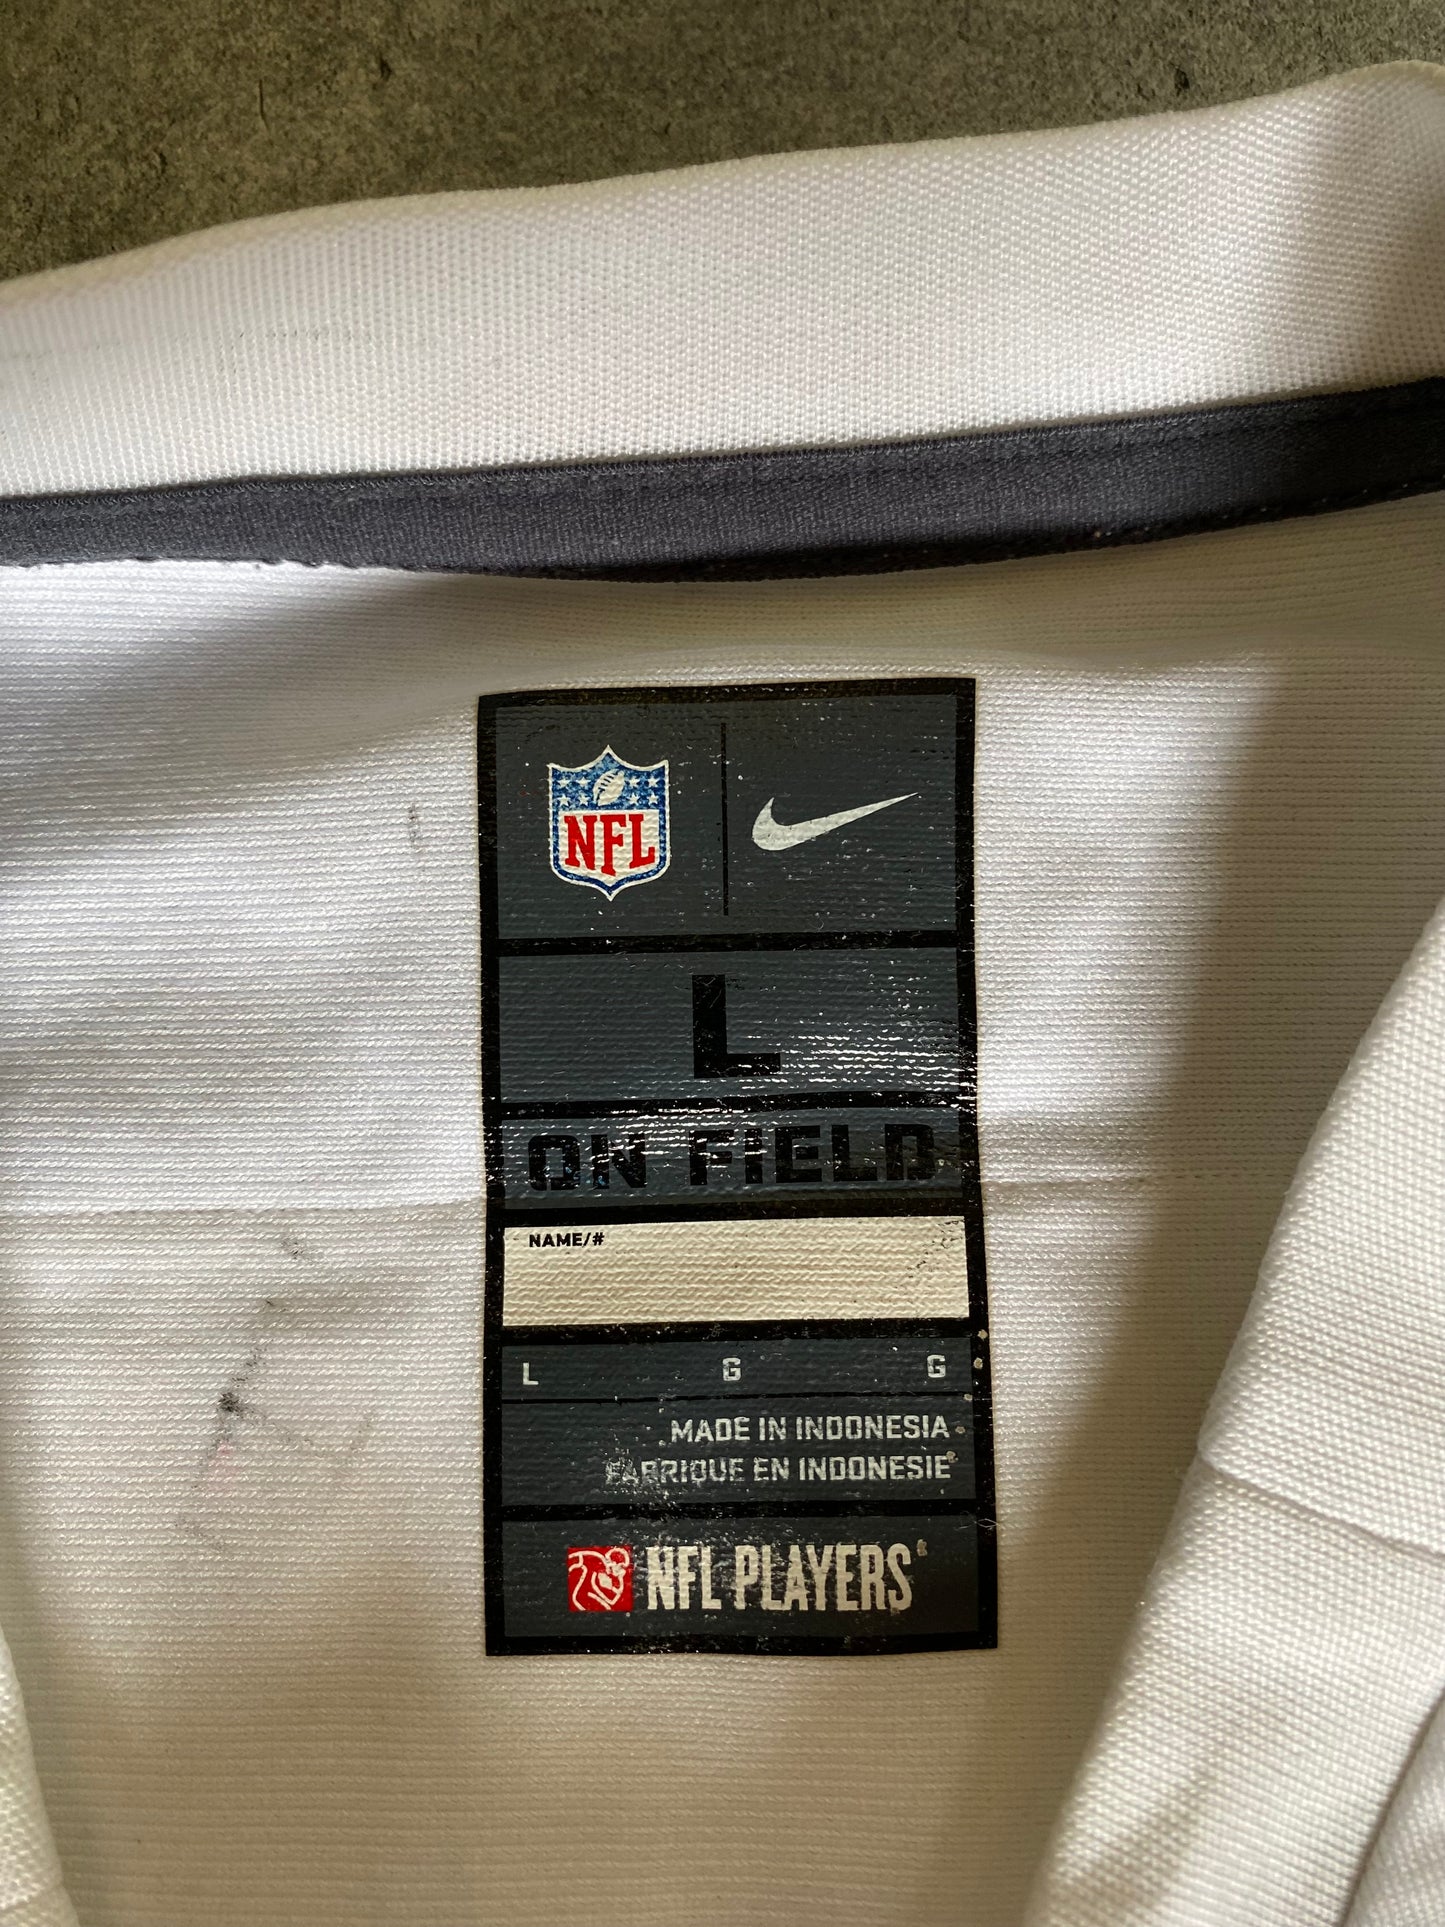 NFL
L
ON FIELD
NAME/#
L G G
MADE IN INDONESIA
FABRIQUE EN INDONESIE
NFL PLAYERS